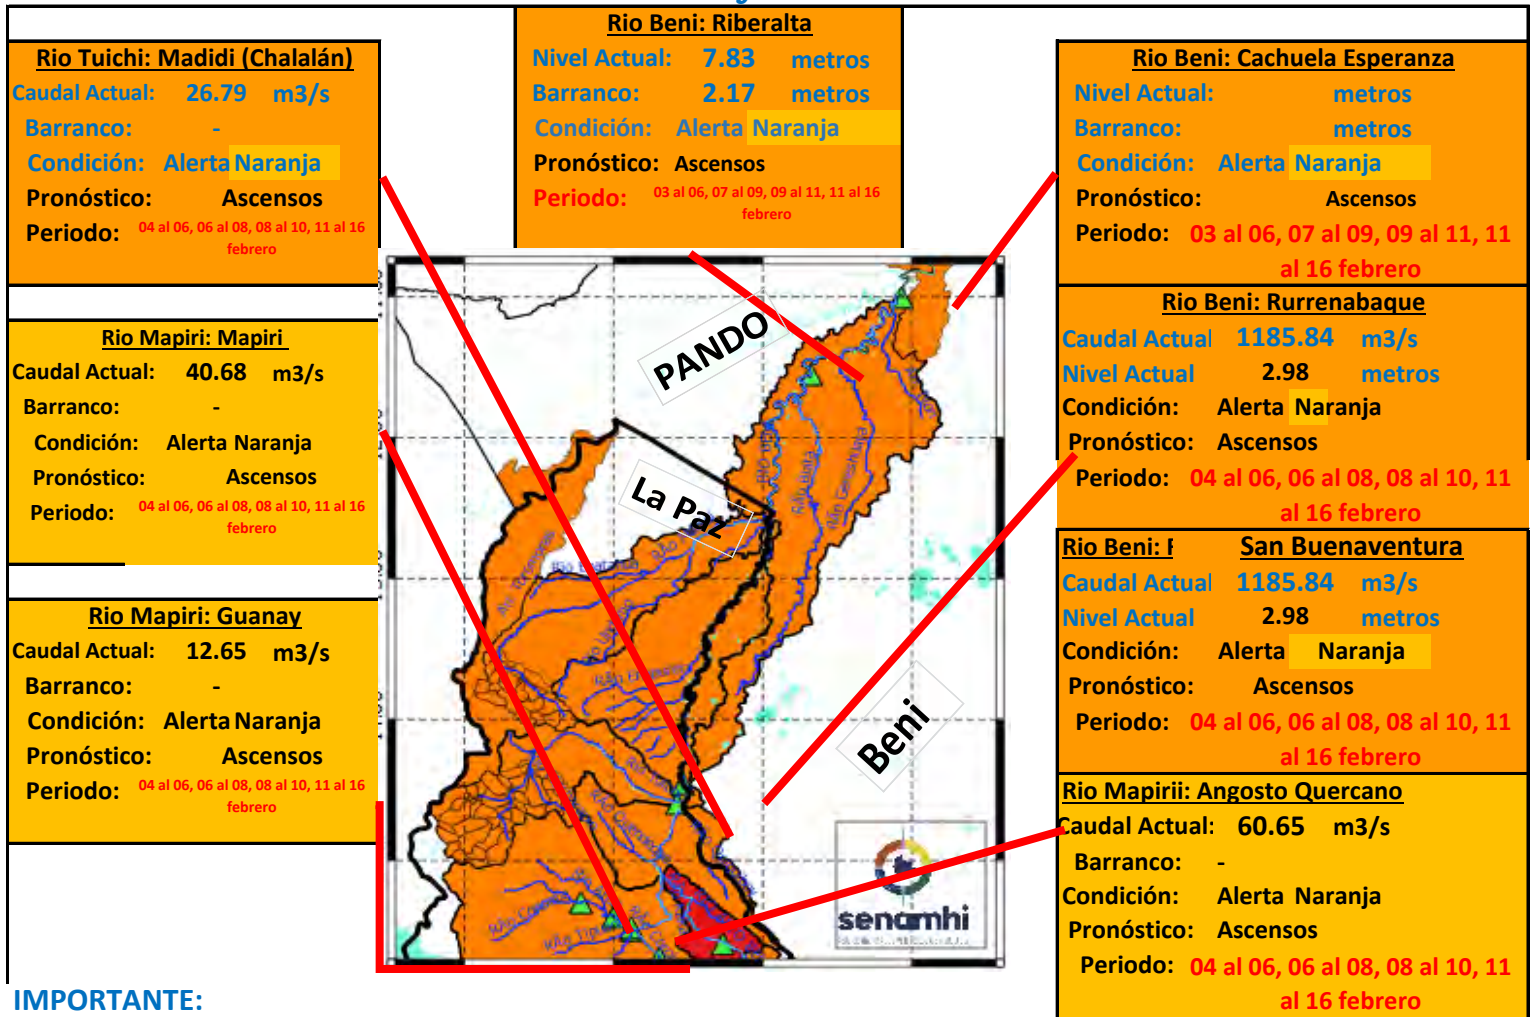 Rio Tuichi: Madidi (Chalalán)
Caudal Actual: 26.79 m3/s
Barranco: -
Condición: Alerta Naranja
Pronóstico: Ascensos
Periodo: 04 al 06, 06 al 08, 08 al 10, 11 al 16
febrero
Rio Mapiri: Mapiri
Caudal Actual: 40.68 m3/s
Barranco: -
Condición: Alerta Naranja
Pronóstico: Ascensos
Periodo: 04 al 06, 06 al 08, 08 al 10, 11 al 16
febrero
Rio Mapiri: Guanay
Caudal Actual: 12.65 m3/s
Barranco: -
Condición: Alerta Naranja
Pronóstico: Ascensos
Periodo: 04 al 06, 06 al 08, 08 al 10, 11 al 16
febrero
Rio Beni: Riberalta
Nivel Actual: 7.83 metros
Barranco: 2.17 metros
Condición: Alerta Naranja
Pronóstico: Ascensos
Periodo: 03 al 06, 07 al 09, 09 al 11, 11 al 16
febrero
PANDO
La Paz
Beni
senamhi
Rio Beni: Cachuela Esperanza
Nivel Actual: metros
Barranco: metros
Condición: Alerta Naranja
Pronóstico: Ascensos
Periodo: 03 al 06, 07 al 09, 09 al 11, 11
al 16 febrero
Rio Beni: Rurrenabaque
Caudal Actual 1185.84 m3/s
Nivel Actual 2.98 metros
Condición: Alerta Naranja
Pronóstico: Ascensos
Periodo: 04 al 06, 06 al 08, 08 al 10, 11
al 16 febrero
Rio Beni: San Buenaventura
Caudal Actual 1185.84 m3/s
Nivel Actual 2.98 metros
Condición: Alerta Naranja
Pronóstico: Ascensos
Periodo: 04 al 06, 06 al 08, 08 al 10, 11
al 16 febrero
Rio Mapirii: Angosto Quercano
Caudal Actual: 60.65 m3/s
Barranco: -
Condición: Alerta Naranja
Pronóstico: Ascensos
Periodo: 04 al 06, 06 al 08, 08 al 10, 11
al 16 febrero
IMPORTANTE: